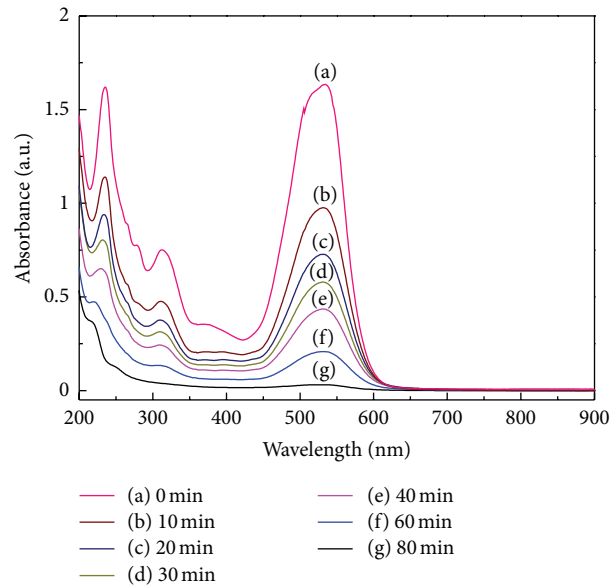 2
1.5
1
0.5
0
Absorbance (a.u.)
(a)
(b)
(c)
(d)
(e)
(f)
(g)
200 300 400 500 600 700 800 900
Wavelength (nm)
(a) 0 min
(b) 10 min
(c) 20 min
(d) 30 min
(e) 40 min
(f) 60 min
(g) 80 min